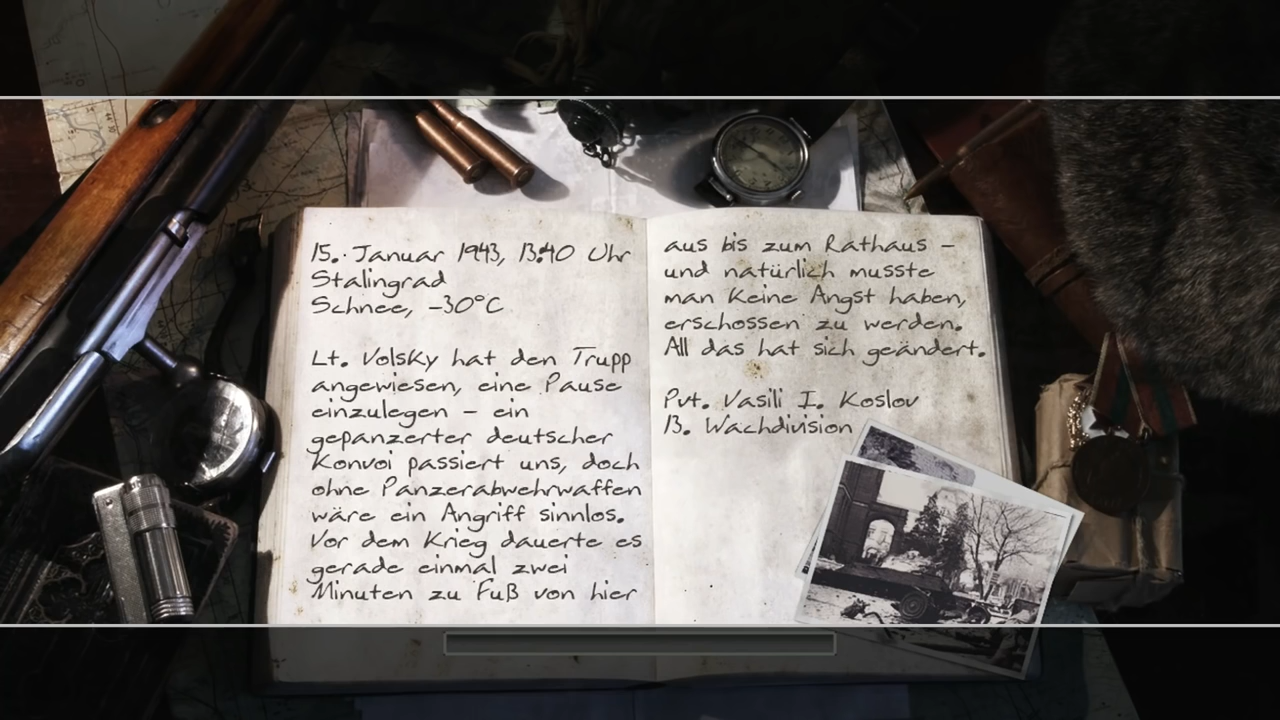 15. Januar 1943, 13:40 Uhr
Stalingrad
Schnee, -30°C
Lt. Volsky hat den Trupp
angewiesen, eine Pause
einzulegen - ein
gepanzerter deutscher
Konvoi passiert uns, doch
ohne Panzerabwehrwaffen
wäre ein Angriff sinnlos.
Vor dem Krieg dauerte es
gerade einmal zwei
Minuten zu Fuß von hier
aus bis zum Rathaus -
und natürlich musste
man keine Angst haben,
erschossen zu werden.
All das hat sich geändert.
Pvt. Vasili I. Koslov
13. Wachdivision